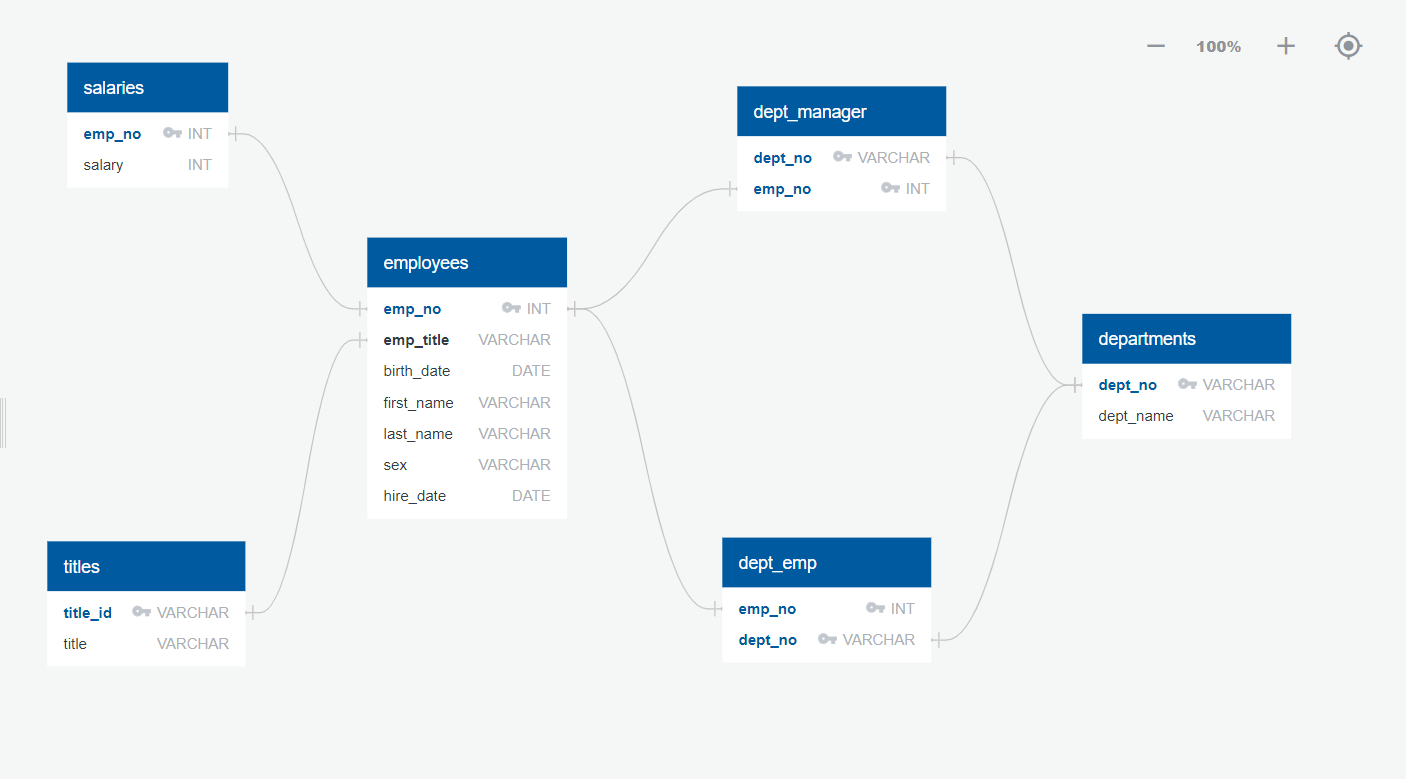 100%
salaries
emp_no INT
salary INT
dept_manager
dept_no VARCHAR
emp_no INT
employees
emp_no INT
emp_title VARCHAR
birth_date DATE
first_name VARCHAR
last_name VARCHAR
sex VARCHAR
hire_date DATE
departments
dept_no VARCHAR
dept_name VARCHAR
titles
title_id VARCHAR
title VARCHAR
dept_emp
emp_no INT
dept_no VARCHAR